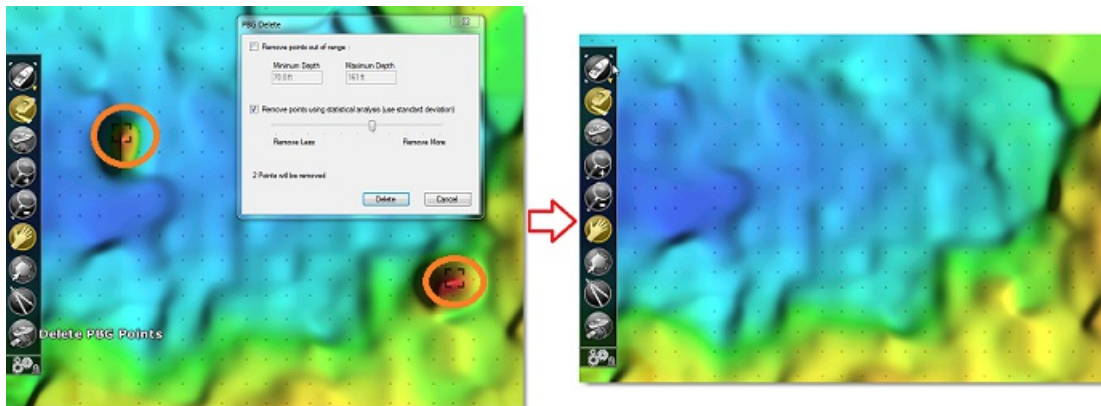 PBG Delete
Remove points out of range :
Minimum Depth
Maximum Depth
70.6 ft
161 ft
Remove points using statistical analysis (use standard deviation)
Remove Less
Remove More
2 Points will be removed
Delete
Cancel
Delete PBG Points